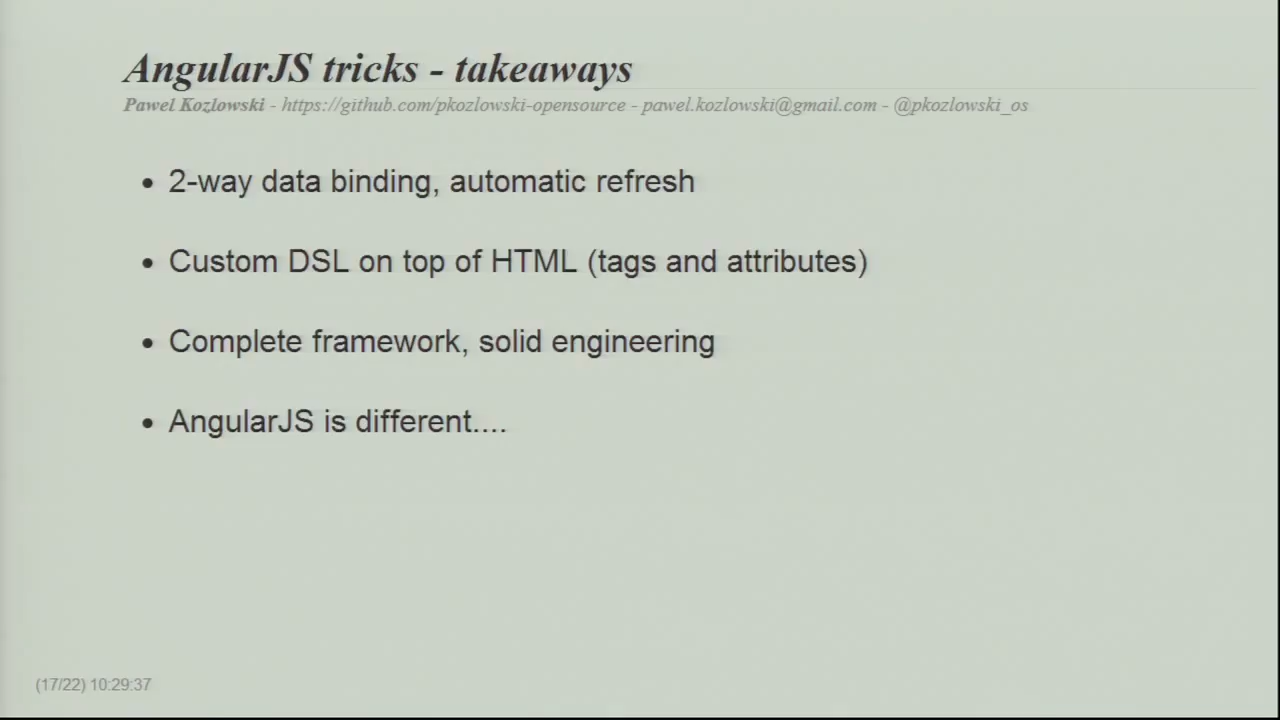 AngularJS tricks - takeaways
Pawel Kozlowski - https://github.com/pkozlowski-opensource - pawel.kozlowski@gmail.com - @pkozlowski_os
• 2-way data binding, automatic refresh
• Custom DSL on top of HTML (tags and attributes)
• Complete framework, solid engineering
• AngularJS is different....
(17/22) 10:29:37